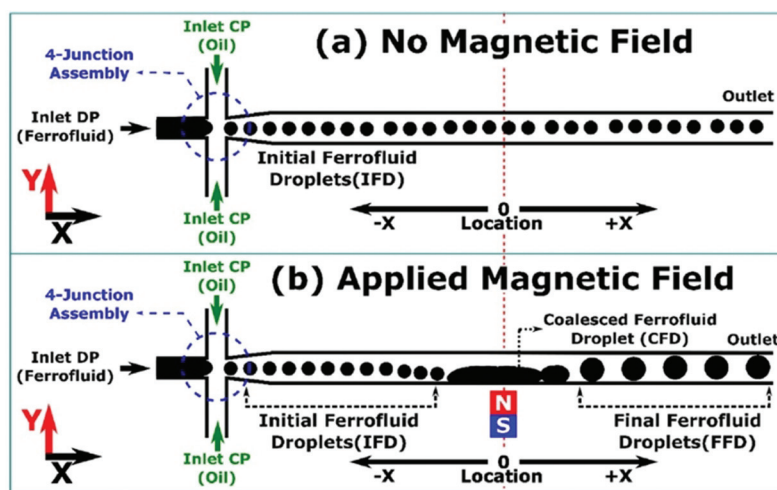 Inlet CP
(Oil)
(a) No Magnetic Field
4-Junction
Assembly
Outlet
Inlet DP
(Ferrofluid)
Initial Ferrofluid
Droplets(IFD)
Y
X
Inlet CP
(Oil)
0
-X Location +X
Inlet CP
(Oil)
(b) Applied Magnetic Field
4-Junction
Assembly
Coalesced Ferrofluid
Droplet (CFD)
Outlet
Inlet DP
(Ferrofluid)
N
S
Initial Ferrofluid
Droplets(IFD)
Final Ferrofluid
Droplets(FFD)
Y
X
Inlet CP
(Oil)
0
-X Location +X